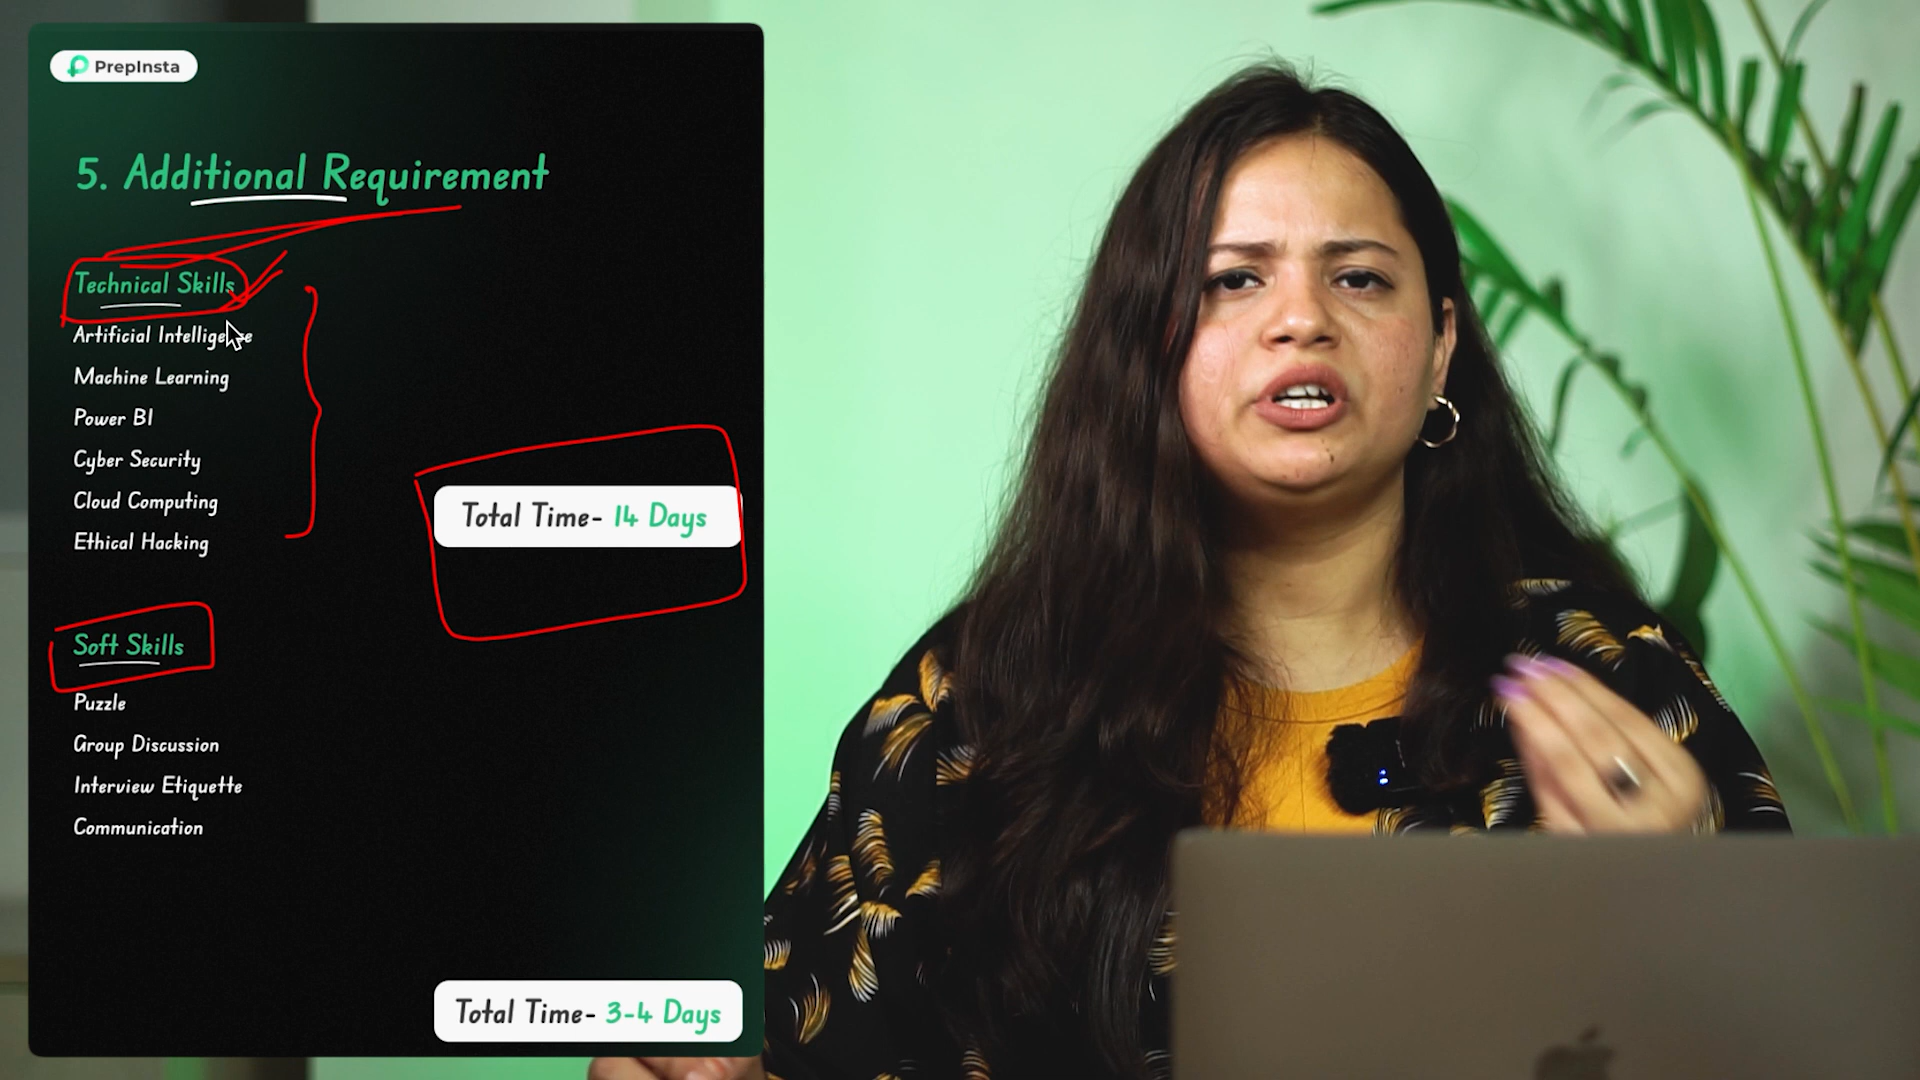 PrepInsta
5. Additional Requirement
Technical Skills
Artificial Intelligence
Machine Learning
Power BI
Cyber Security
Cloud Computing
Ethical Hacking
Total Time- 14 Days
Soft Skills
Puzzle
Group Discussion
Interview Etiquette
Communication
Total Time- 3-4 Days